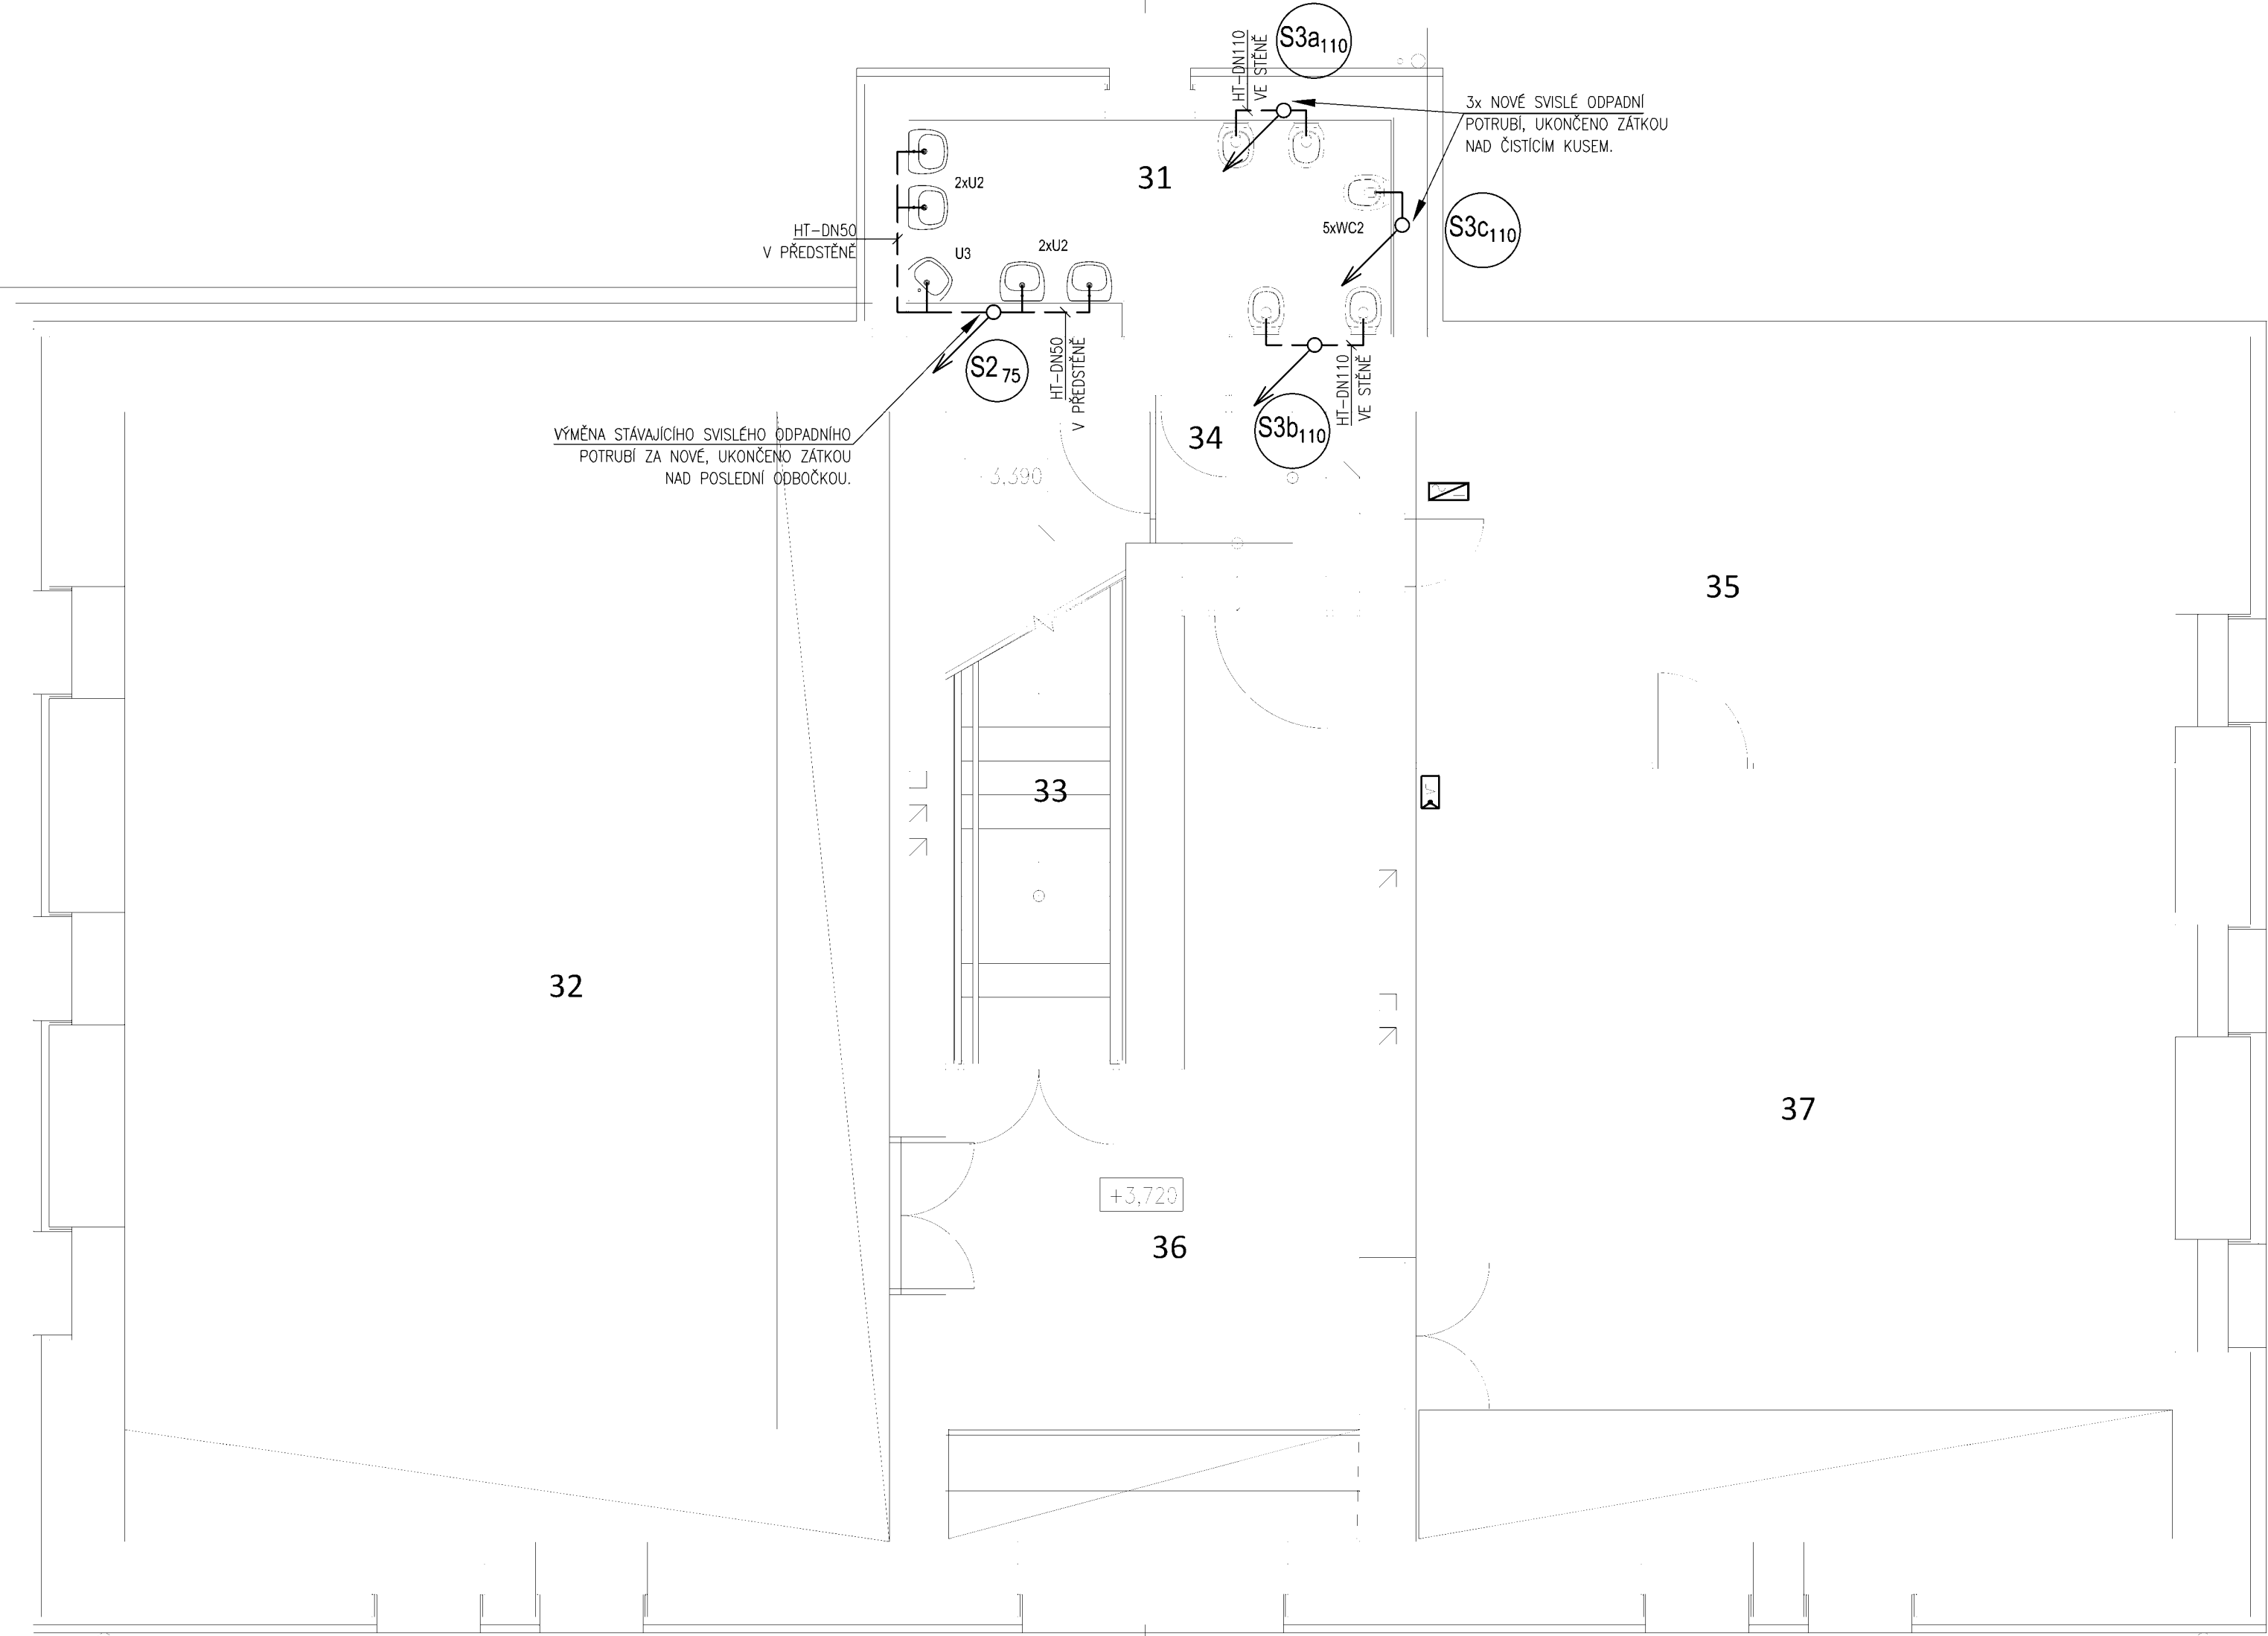 HT-DN110
VE STĚNĚ
S3a110
3x NOVÉ SVISLÉ ODPADNÍ
POTRUBÍ, UKONČENO ZÁTKOU
NAD ČISTÍCÍM KUSEM.
31
2xU2
5xWC2
S3c110
HT-DN50
V PŘEDSTĚNĚ
U3
2xU2
S2 75
HT-DN50
V PŘEDSTĚNĚ
HT-DN110
VE STĚNĚ
S3b110
VÝMĚNA STÁVAJÍCÍHO SVISLÉHO ODPADNÍHO
POTRUBÍ ZA NOVÉ, UKONČENO ZÁTKOU
NAD POSLEDNÍ ODBOČKOU.
34
3.390
35
33
32
37
+3,720
36